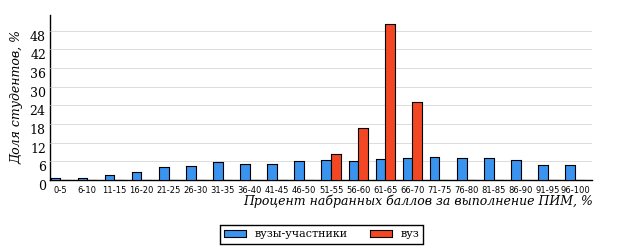 Доля студентов, %
48
42
36
30
24
18
12
6
0
0-5 6-10 11-15 16-20 21-25 26-30 31-35 36-40 41-45 46-50 51-55 56-60 61-65 66-70 71-75 76-80 81-85 86-90 91-95 96-100
Процент набранных баллов за выполнение ПИМ, %
вузы-участники вуз